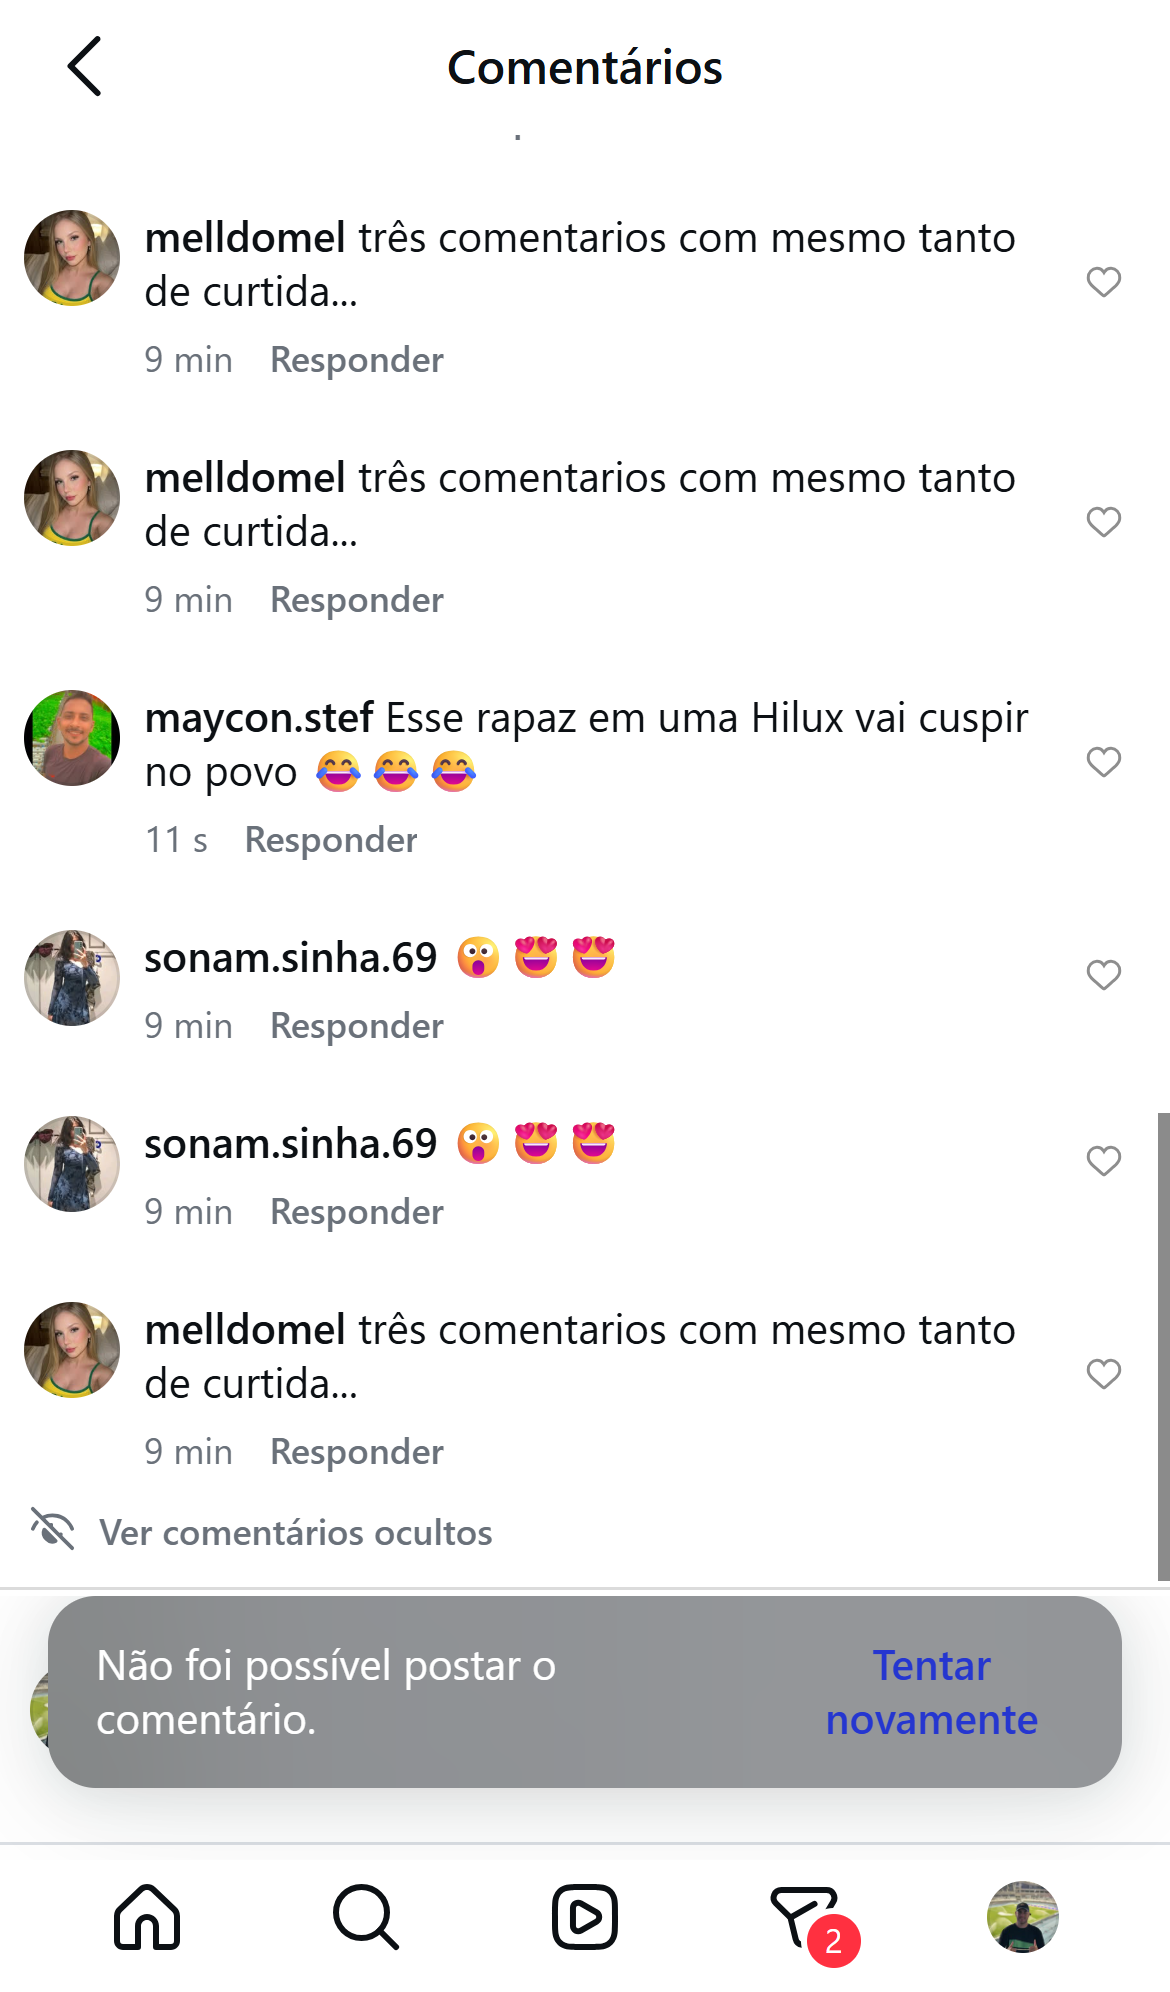 Comentários
melldomel três comentarios com mesmo tanto
de curtida...
9 min Responder
melldomel três comentarios com mesmo tanto
de curtida...
9 min Responder
maycon.stef Esse rapaz em uma Hilux vai cuspir
no povo 😂😂😂
11 s Responder
sonam.sinha.69 😲😍😍
9 min Responder
sonam.sinha.69 😲😍😍
9 min Responder
melldomel três comentarios com mesmo tanto
de curtida...
9 min Responder
Ver comentários ocultos
Não foi possível postar o
comentário.
Tentar
novamente
2